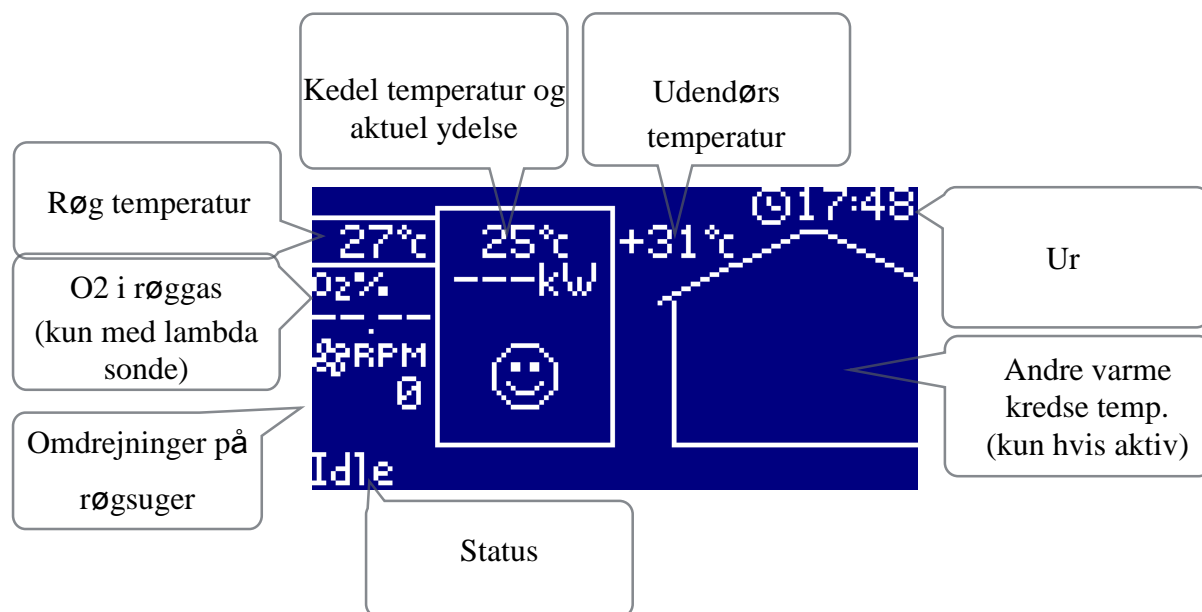 Kedel temperatur og
aktuel ydelse
Udendørs
temperatur
Røg temperatur
O2 i røggas
(kun med lambda
sonde)
Omdrejninger på
røgsuger
17:48
27°c
25°c
+31°c
---kW
O2%
--.--
RPM
0
Idle
Ur
Andre varme
kredse temp.
(kun hvis aktiv)
Status